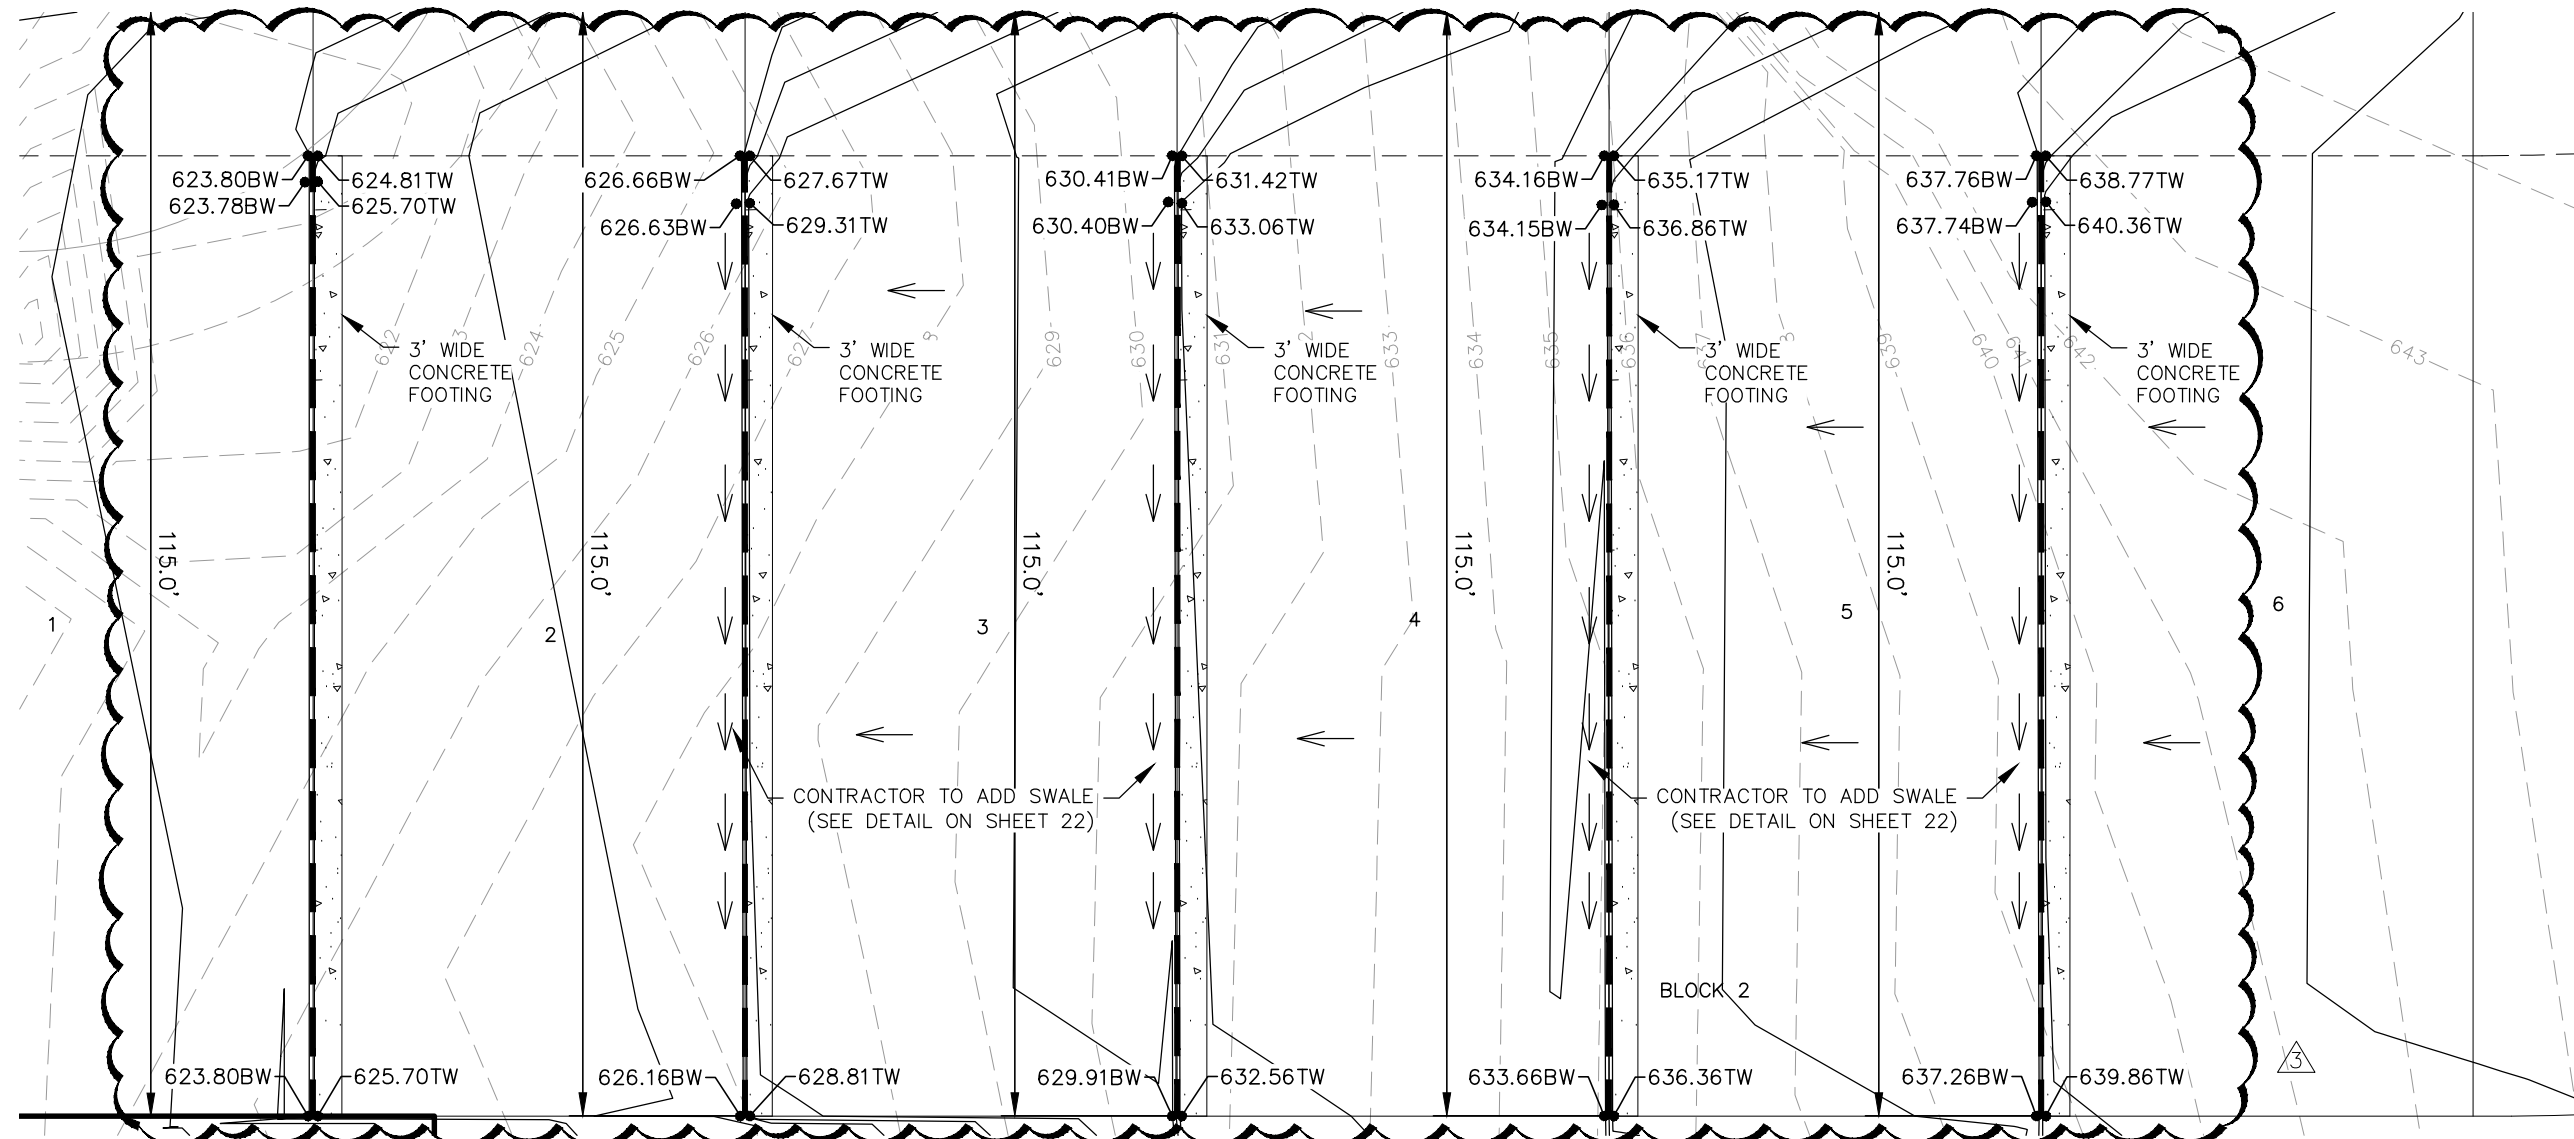 623.80BW
624.81TW
626.66BW
627.67TW
630.41BW
631.42TW
634.16BW
635.17TW
637.76BW
638.77TW
623.78BW
625.70TW
626.63BW
629.31TW
630.40BW
633.06TW
634.15BW
636.86TW
637.74BW
640.36TW
622
623
624
625
626
627
8
629
630
631
2
633
634
635
636
637
3
639
640
641
642
643
3' WIDE
CONCRETE
FOOTING
3' WIDE
CONCRETE
FOOTING
3' WIDE
CONCRETE
FOOTING
3' WIDE
CONCRETE
FOOTING
3' WIDE
CONCRETE
FOOTING
115.0'
115.0'
115.0'
115.0'
115.0'
1
2
3
4
5
6
CONTRACTOR TO ADD SWALE
(SEE DETAIL ON SHEET 22)
CONTRACTOR TO ADD SWALE
(SEE DETAIL ON SHEET 22)
BLOCK 2
3
623.80BW
625.70TW
626.16BW
628.81TW
629.91BW
632.56TW
633.66BW
636.36TW
637.26BW
639.86TW